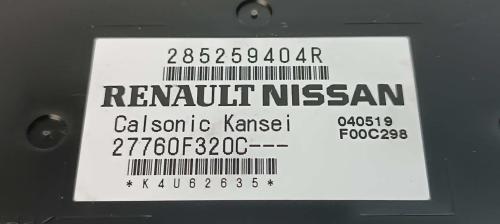 285259404R
RENAULT NISSAN
Calsonic Kansei
040519
27760F320C---
F00C298
*K4U62635*